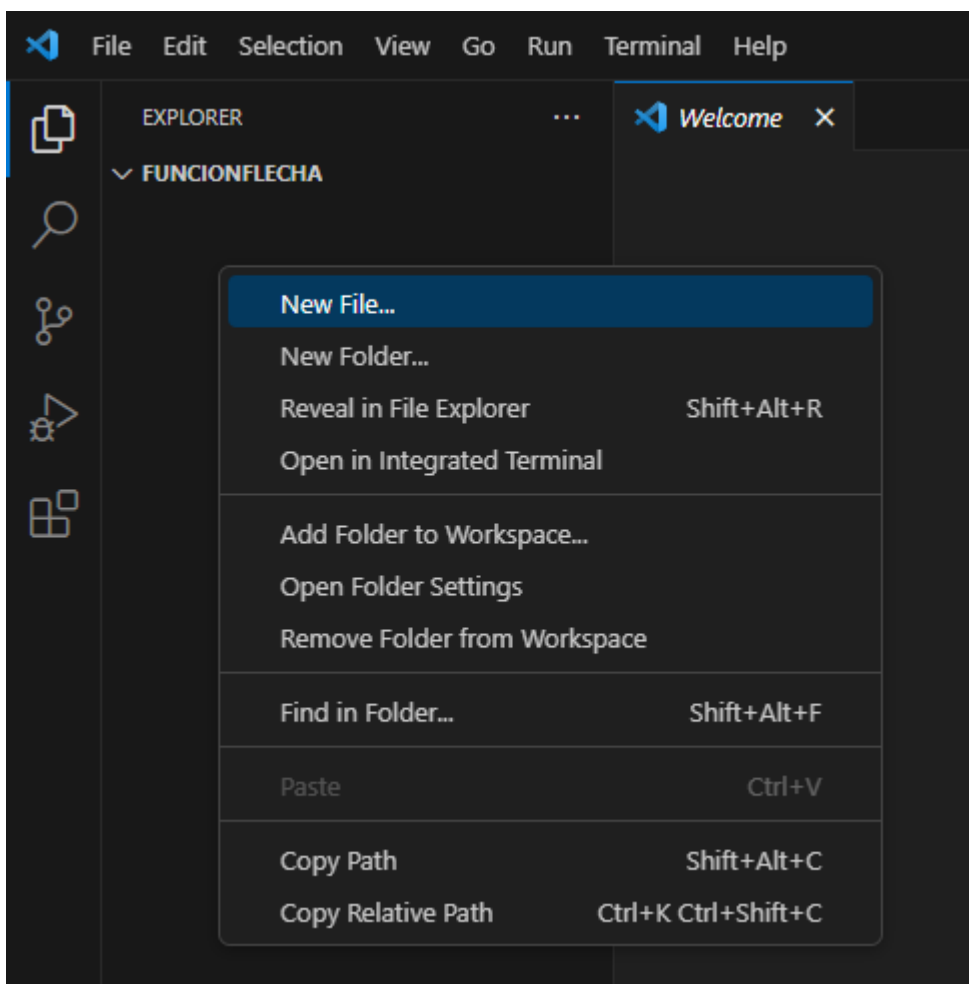 File Edit Selection View Go Run Terminal Help
EXPLORER ··· Welcome
FUNCIONFLECHA
New File...
New Folder...
Reveal in File Explorer Shift+Alt+R
Open in Integrated Terminal
Add Folder to Workspace...
Open Folder Settings
Remove Folder from Workspace
Find in Folder... Shift+Alt+F
Paste Ctrl+V
Copy Path Shift+Alt+C
Copy Relative Path Ctrl+K Ctrl+Shift+C